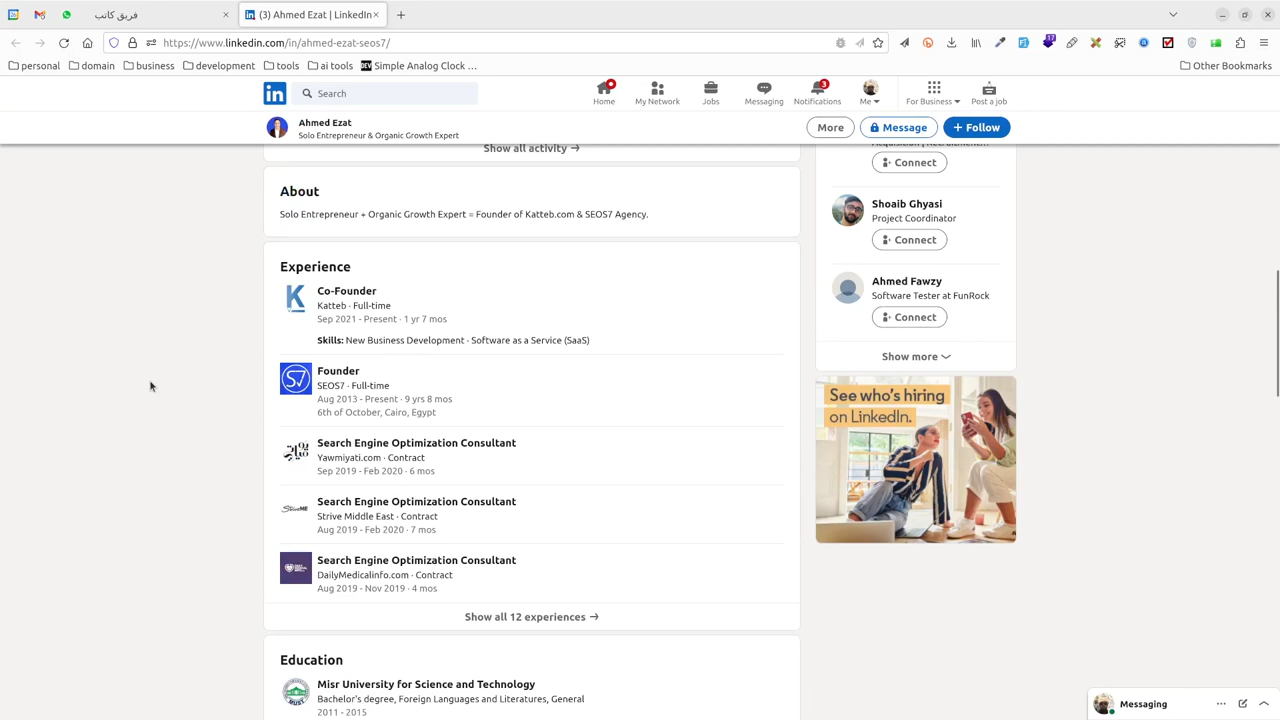 فريق كاتب
(3) Ahmed Ezat | LinkedIn
https://www.linkedin.com/in/ahmed-ezat-seos7/
17
personal
domain
business
development
tools
ai tools
DEV
Simple Analog Clock …
Other Bookmarks
in
Search
Home
My Network
Jobs
Messaging
3
Notifications
Me
For Business
Post a job
Ahmed Ezat
Solo Entrepreneur & Organic Growth Expert
More
Message
+ Follow
Show all activity →
About
Solo Entrepreneur + Organic Growth Expert = Founder of Katteb.com & SEOS7 Agency.
Experience
Co-Founder
Katteb · Full-time
Sep 2021 - Present · 1 yr 7 mos
Skills: New Business Development · Software as a Service (SaaS)
S7
Founder
SEOS7 · Full-time
Aug 2013 - Present · 9 yrs 8 mos
6th of October, Cairo, Egypt
Search Engine Optimization Consultant
Yawmiyati.com · Contract
Sep 2019 - Feb 2020 · 6 mos
StriveME
Search Engine Optimization Consultant
Strive Middle East · Contract
Aug 2019 - Feb 2020 · 7 mos
Search Engine Optimization Consultant
DailyMedicalinfo.com · Contract
Aug 2019 - Nov 2019 · 4 mos
Show all 12 experiences →
Education
MUST
Misr University for Science and Technology
Bachelor's degree, Foreign Languages and Literatures, General
2011 - 2015
Connect
Shoaib Ghyasi
Project Coordinator
Connect
Ahmed Fawzy
Software Tester at FunRock
Connect
Show more
See who's hiring
on LinkedIn.
Messaging